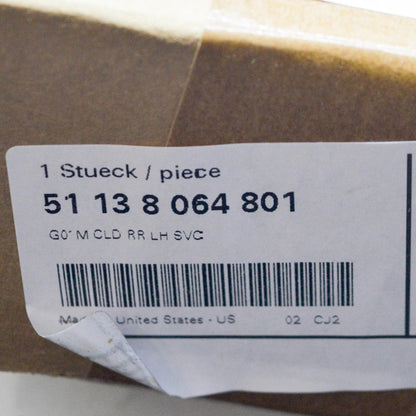 1 Stueck / piece
51 13 8 064 801
G01 M CLD RR LH SVC
United States - US 02 CJ2